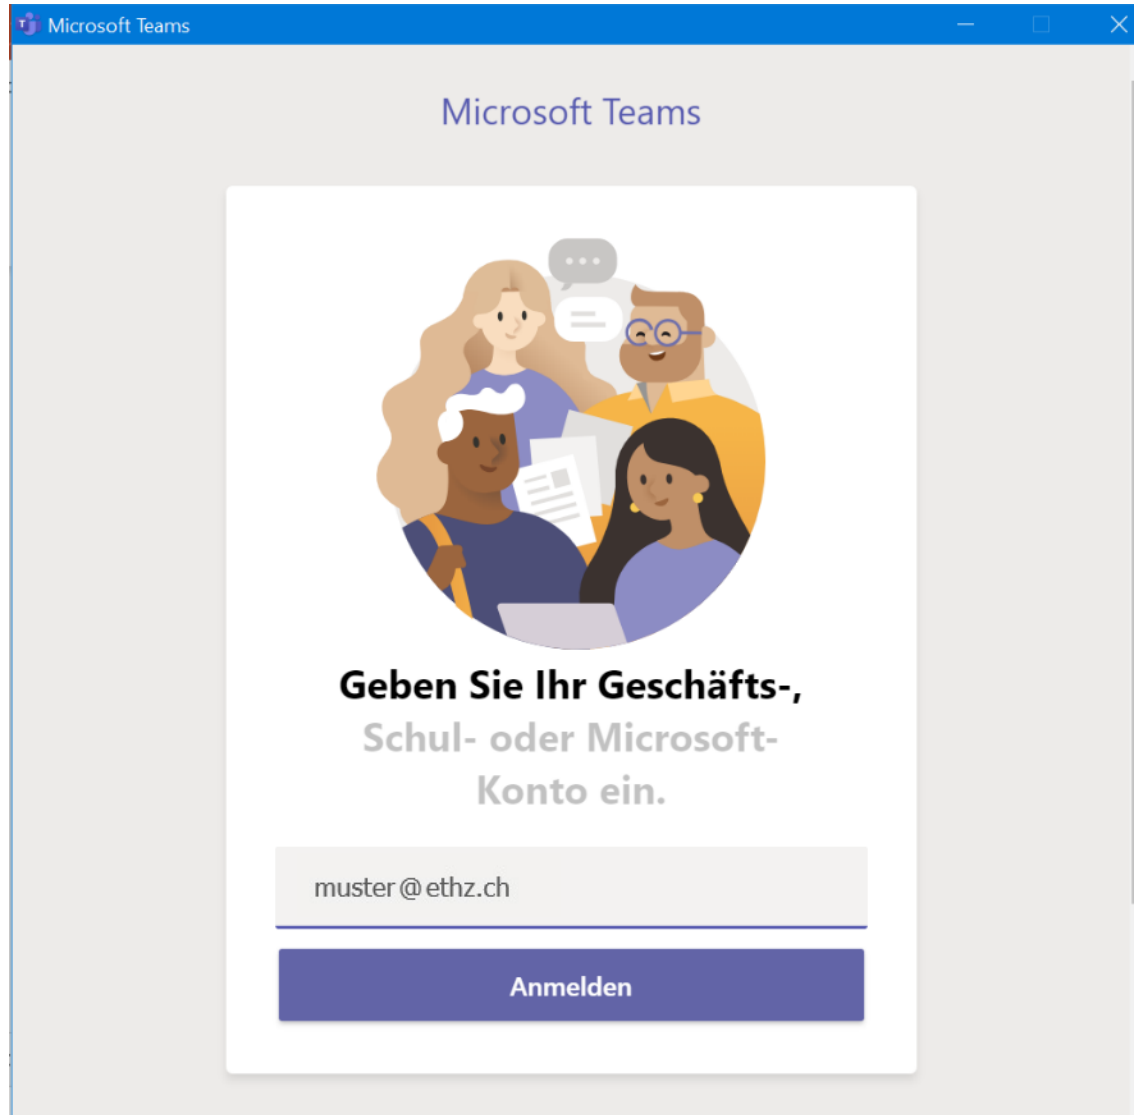 Microsoft Teams
Microsoft Teams
Geben Sie Ihr Geschäfts-,
Schul- oder Microsoft-
Konto ein.
muster@ethz.ch
Anmelden